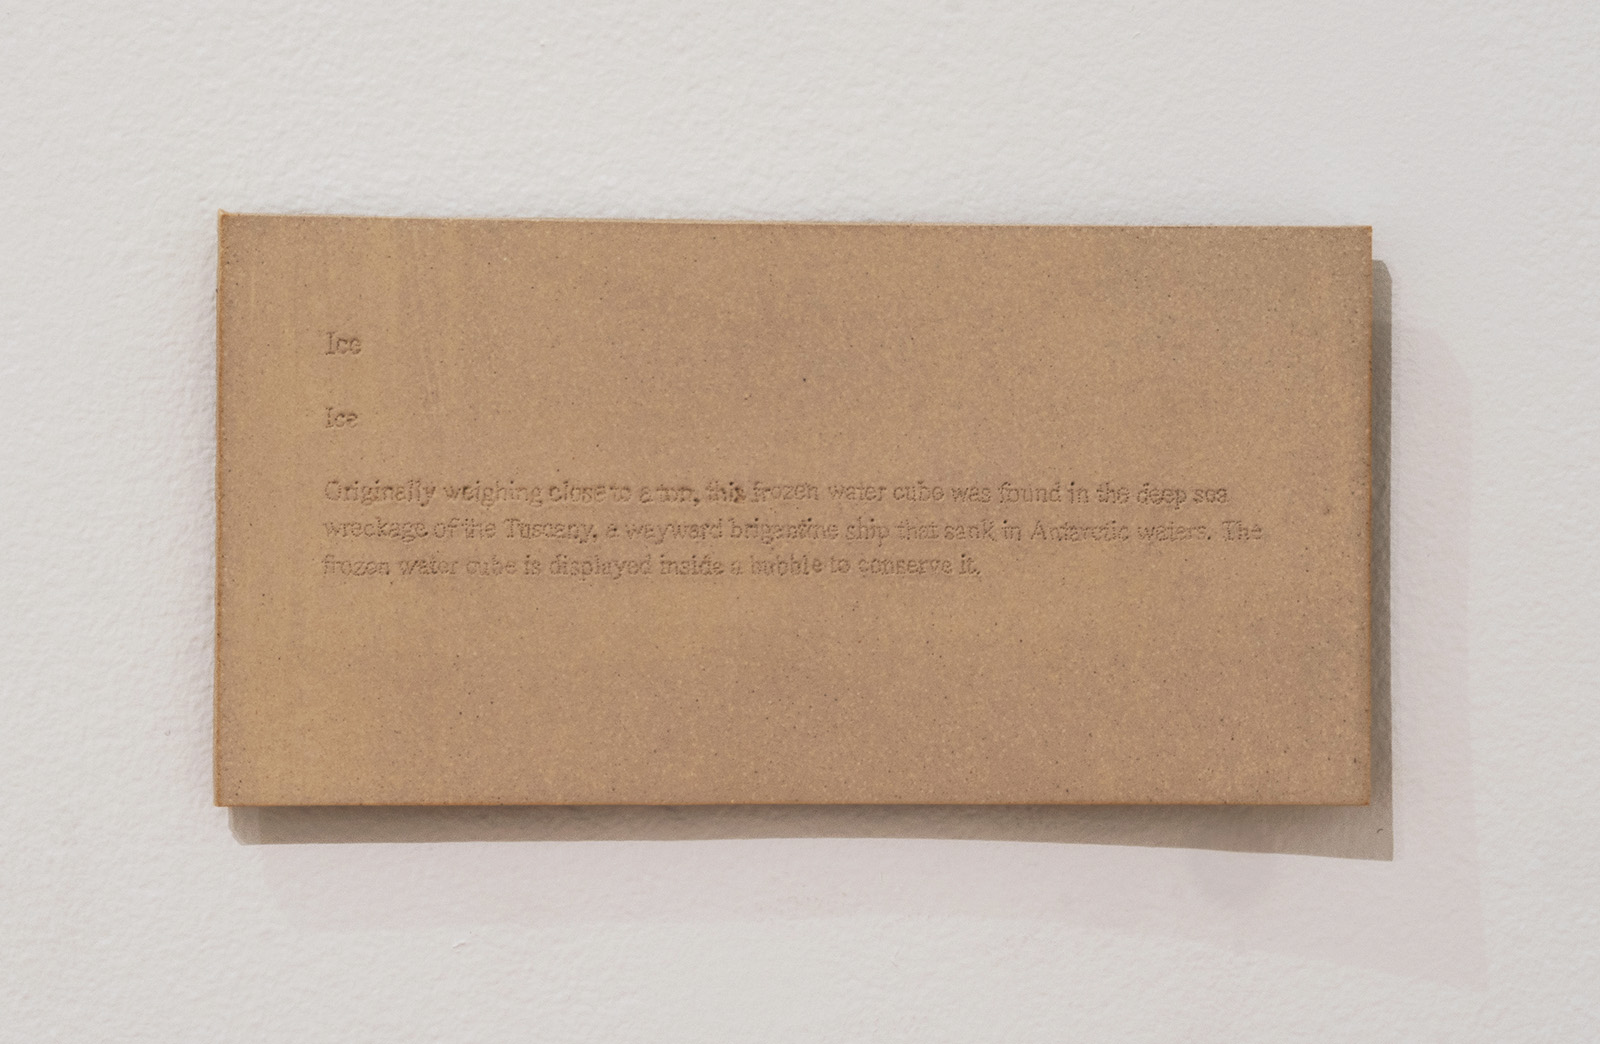 Ice
Ice
Originally weighing close to a ton, this frozen water cube was found in the deep sea
wreckage of the Tuscany, a wayward brigantine ship that sank in Antarctic waters. The
frozen water cube is displayed inside a bubble to conserve it.